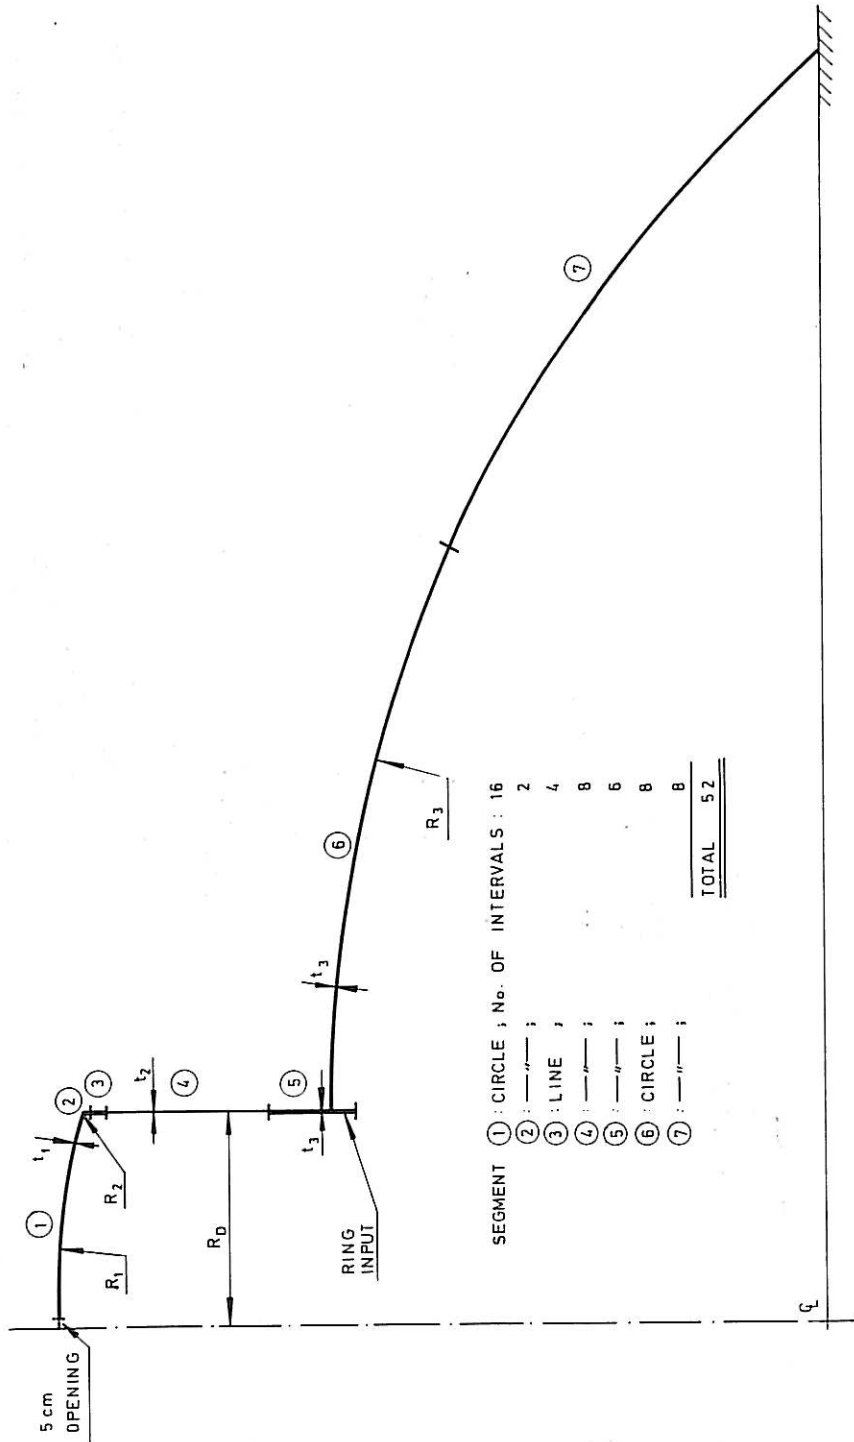 5 cm
OPENING
1
R₁
t₁
R₂
2
3
t₂
4
R_D
5
t₃
RING
INPUT
t₃
6
R₃
7
SEGMENT 1 : CIRCLE ; No. OF INTERVALS : 16
2 : —〃— ; 2
3 : LINE ; 4
4 : —〃— ; 8
5 : —〃— ; 6
6 : CIRCLE ; 8
7 : —〃— ; 8
TOTAL 52
℄